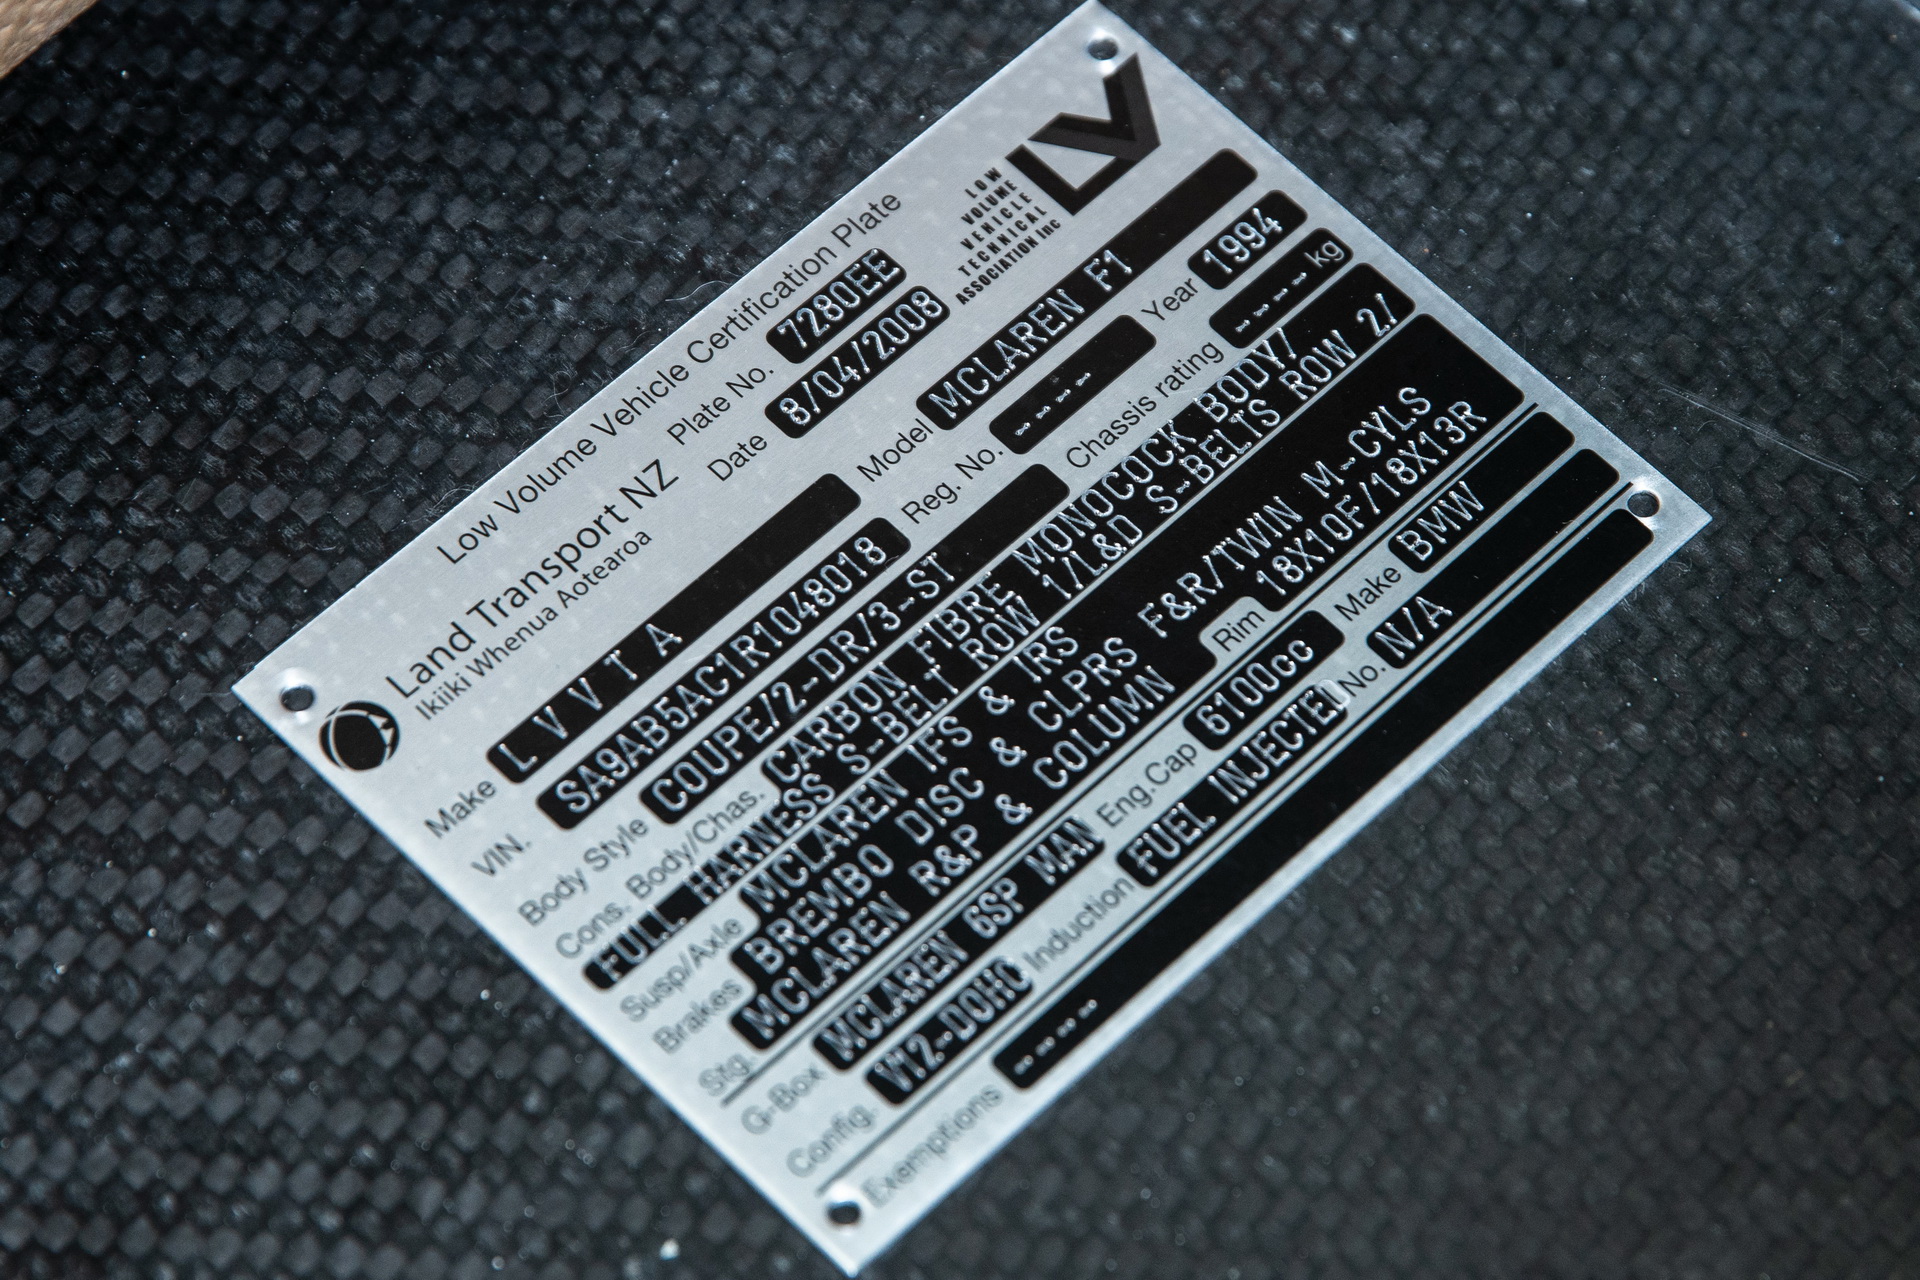 Low Volume Vehicle Certification Plate
Land Transport NZ
Ikiiki Whenua Aotearoa
Plate No. 7280EE
Date 8/04/2008
LOW
VOLUME
VEHICLE
TECHNICAL
ASSOCIATION Inc
LV
Make L V V T A Model MCLAREN F1 Year 1994
VIN. SA9AB5AC1R1048018 Reg. No. ---- Chassis rating ---- kg
Body Style COUPE/2-DR/3-ST
Cons. Body/Chas. CARBON FIBRE MONOCOCK BODY/
FULL HARNESS S-BELT ROW 1/L&D S-BELTS ROW 2/
Susp/Axle MCLAREN IFS & IRS
Brakes BREMBO DISC & CLPRS F&R/TWIN M-CYLS
Stg. MCLAREN R&P & COLUMN Rim 18X10F/18X13R
G-Box MCLAREN 6SP MAN Eng.Cap 6100cc Make BMW
Config. V12-DOHC Induction FUEL INJECTED No. N/A
Exemptions ----